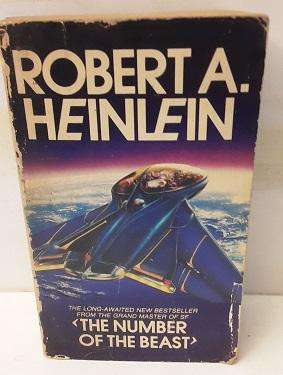 ROBERT A.
HEINLEIN
THE LONG-AWAITED NEW BESTSELLER
FROM THE GRAND MASTER OF SF
‹THE NUMBER
OF THE BEAST›